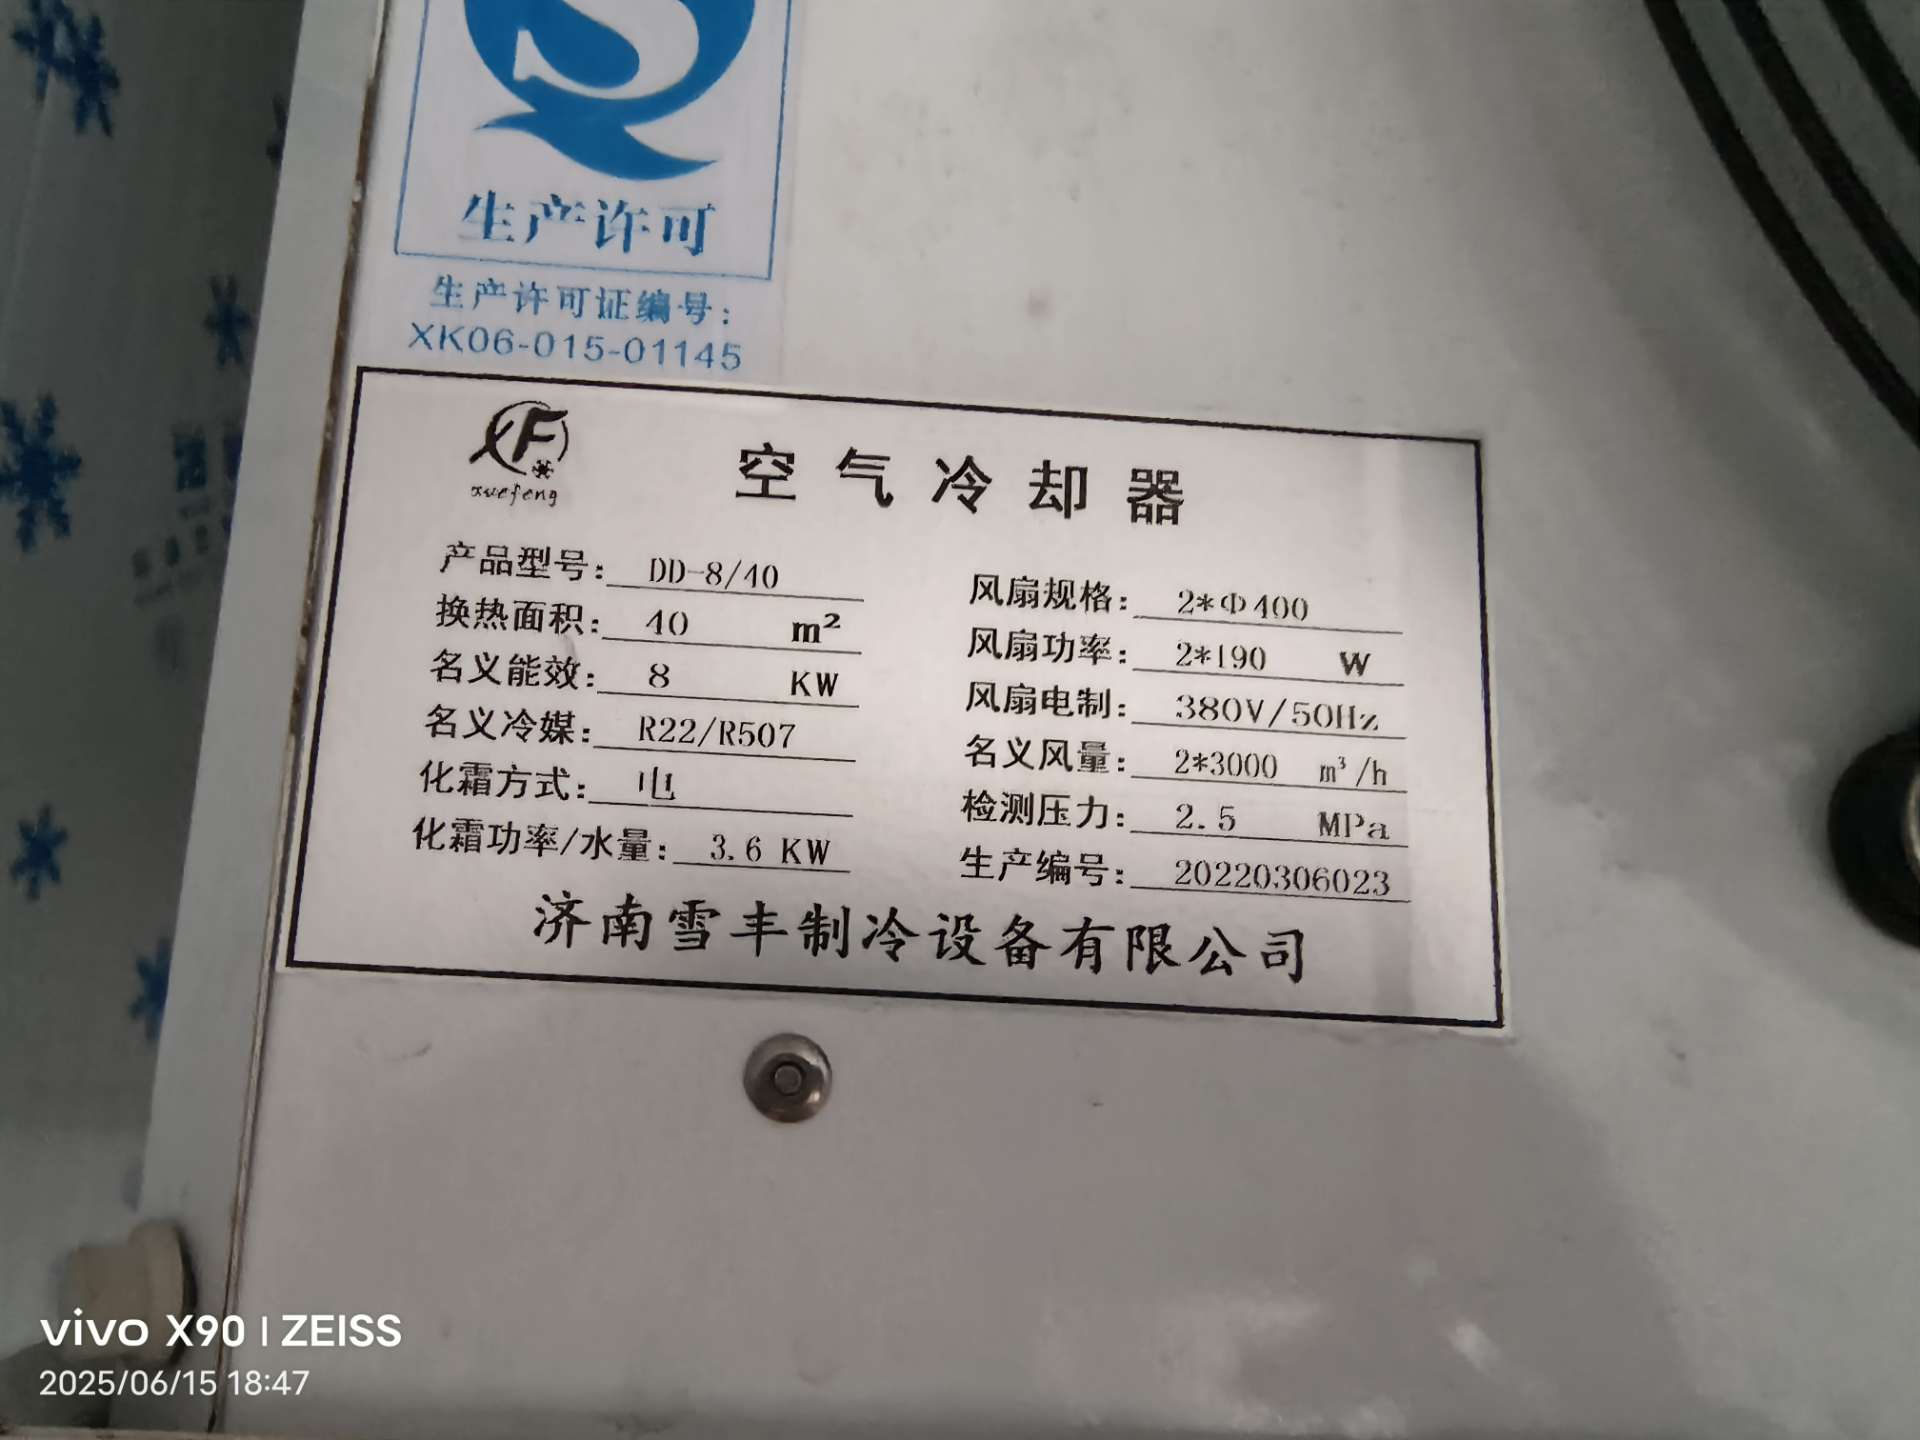 生产许可
生产许可证编号:
XK06-015-01145
XF
xuefeng
空气冷却器
产品型号: DD-8/40
换热面积: 40 m²
名义能效: 8 KW
名义冷媒: R22/R507
化霜方式: 电
化霜功率/水量: 3.6 KW
风扇规格: 2*Φ400
风扇功率: 2*190 W
风扇电制: 380V/50Hz
名义风量: 2*3000 m³/h
检测压力: 2.5 MPa
生产编号: 20220306023
济南雪丰制冷设备有限公司
vivo X90 | ZEISS
2025/06/15 18:47